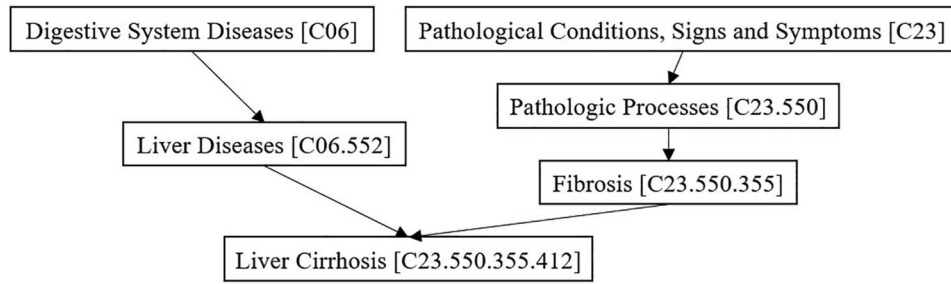 Digestive System Diseases [C06]
Pathological Conditions, Signs and Symptoms [C23]
Pathologic Processes [C23.550]
Liver Diseases [C06.552]
Fibrosis [C23.550.355]
Liver Cirrhosis [C23.550.355.412]